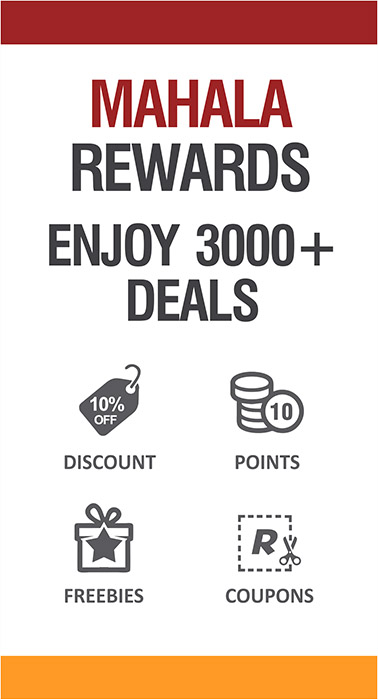 MAHALA
REWARDS
ENJOY 3000+
DEALS
10%
OFF
10
DISCOUNT
POINTS
R
FREEBIES
COUPONS